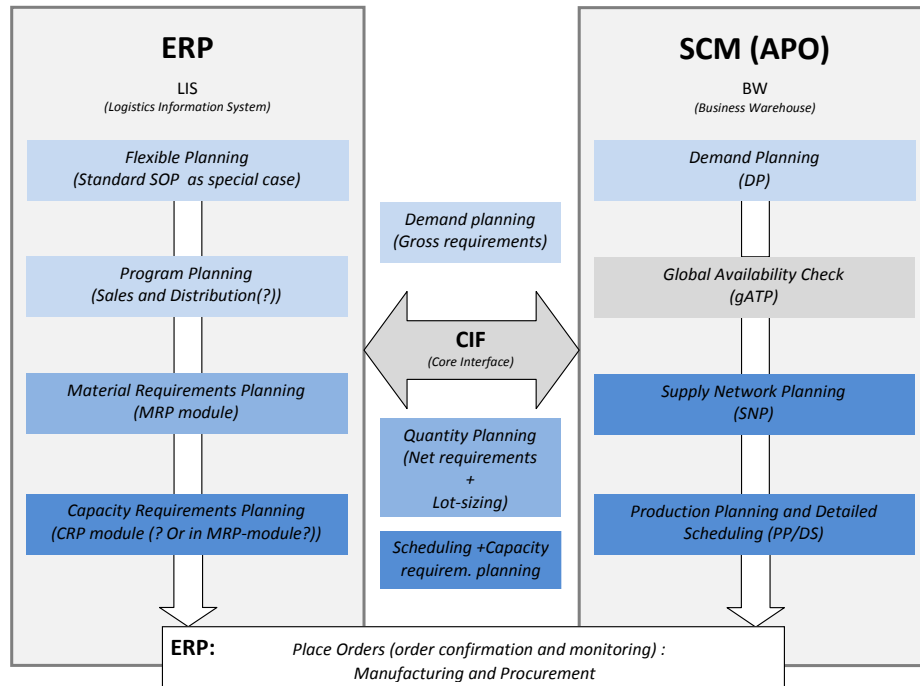 ERP
LIS
(Logistics Information System)
Flexible Planning
(Standard SOP as special case)
Program Planning
(Sales and Distribution(?))
Material Requirements Planning
(MRP module)
Capacity Requirements Planning
(CRP module (? Or in MRP-module?))
Demand planning
(Gross requirements)
CIF
(Core Interface)
Quantity Planning
(Net requirements
+
Lot-sizing)
Scheduling +Capacity
requirem. planning
SCM (APO)
BW
(Business Warehouse)
Demand Planning
(DP)
Global Availability Check
(gATP)
Supply Network Planning
(SNP)
Production Planning and Detailed
Scheduling (PP/DS)
ERP: Place Orders (order confirmation and monitoring) :
Manufacturing and Procurement